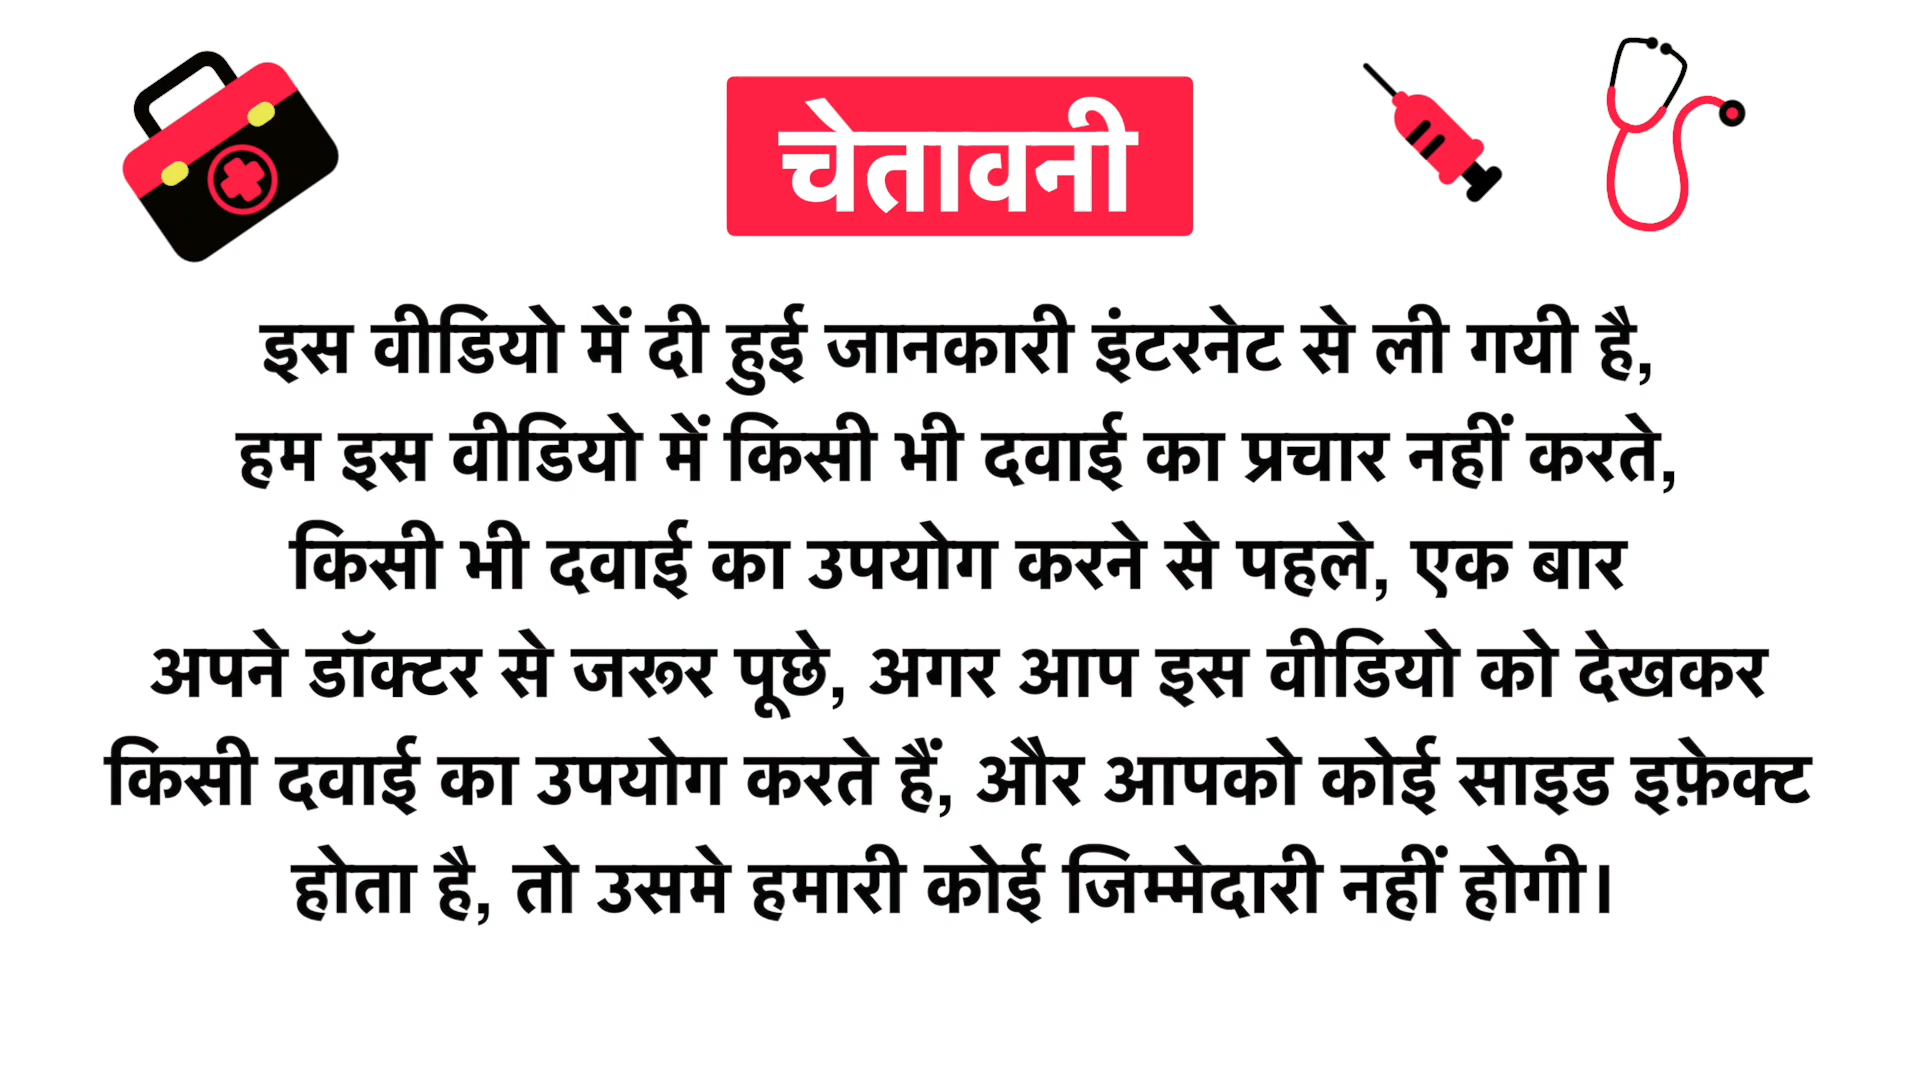 चेतावनी
इस वीडियो में दी हुई जानकारी इंटरनेट से ली गयी है,
हम इस वीडियो में किसी भी दवाई का प्रचार नहीं करते,
किसी भी दवाई का उपयोग करने से पहले, एक बार
अपने डॉक्टर से जरूर पूछे, अगर आप इस वीडियो को देखकर
किसी दवाई का उपयोग करते हैं, और आपको कोई साइड इफ़ेक्ट
होता है, तो उसमे हमारी कोई जिम्मेदारी नहीं होगी।